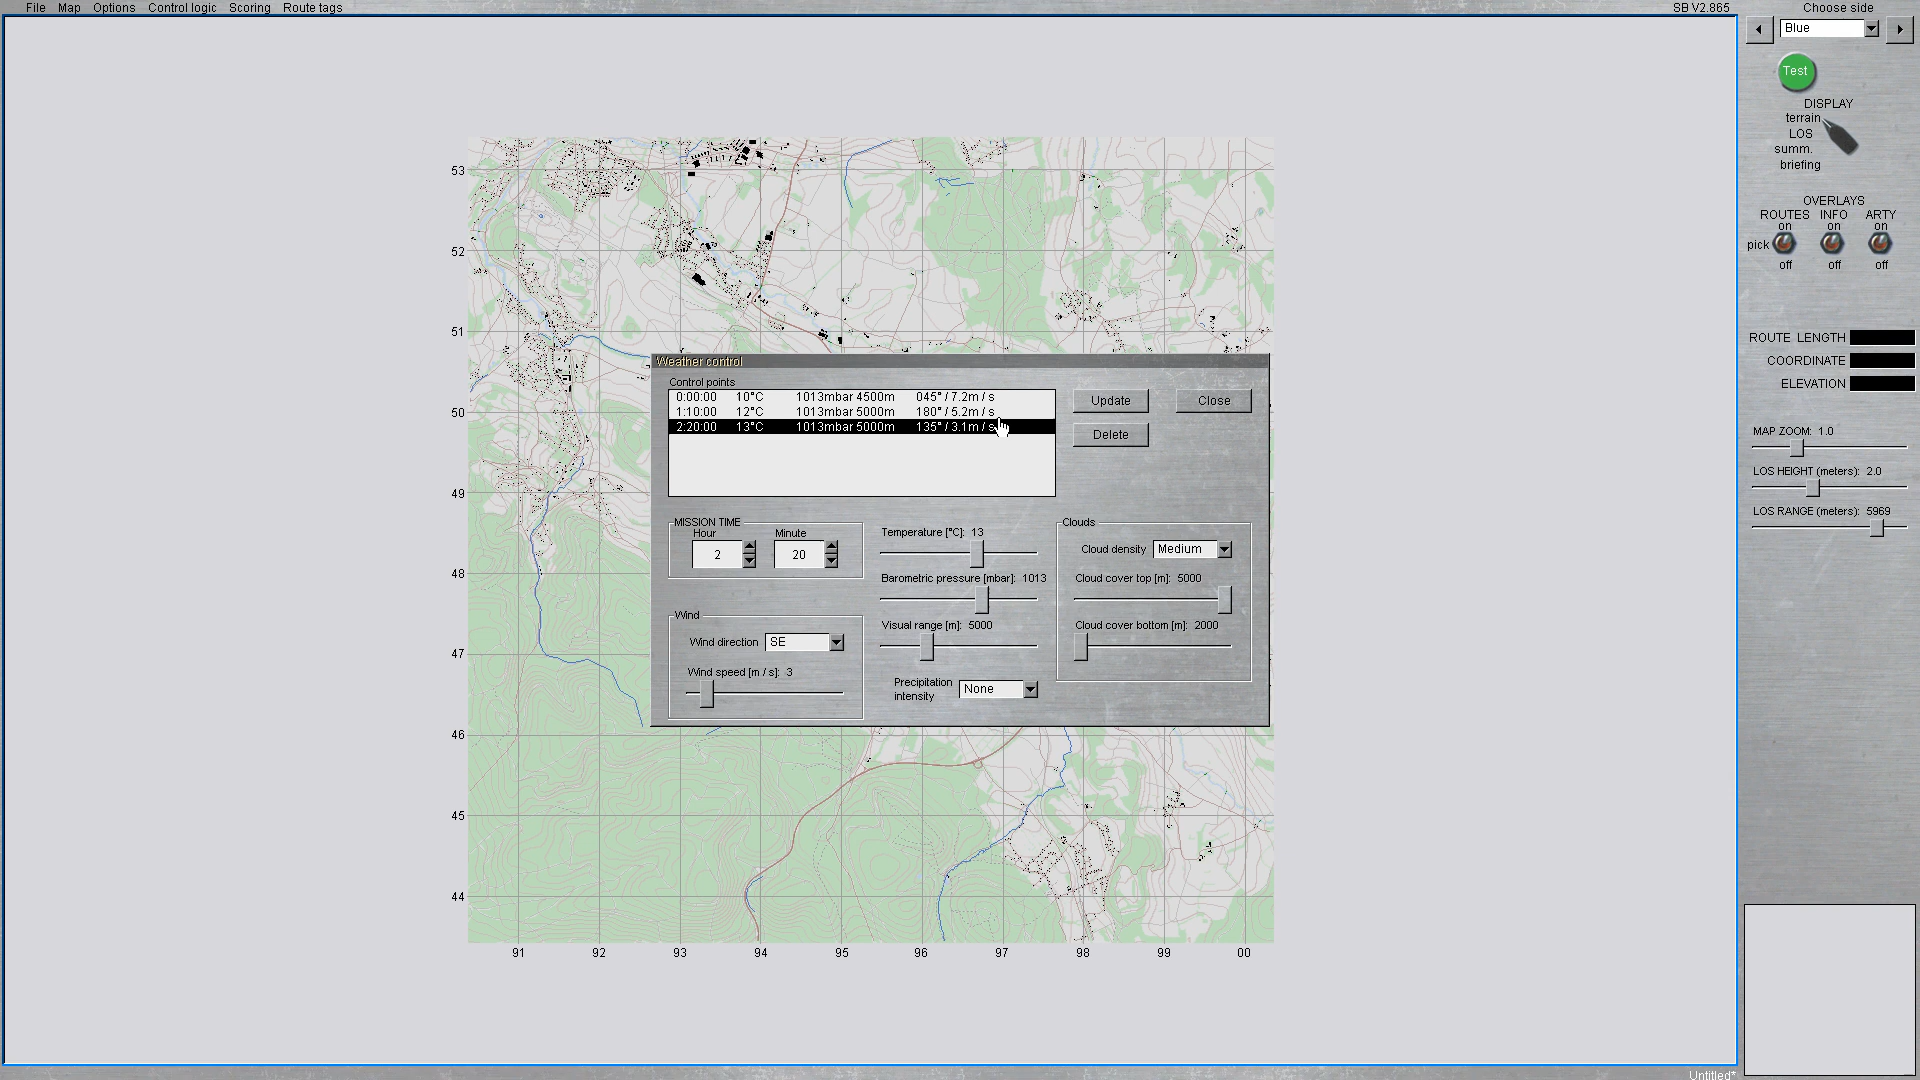 File Map Options Control logic Scoring Route tags
SB V2.865
Choose side
Blue
Test
DISPLAY
terrain
LOS
summ.
briefing
OVERLAYS
ROUTES INFO ARTY
on on on
pick
off off off
ROUTE LENGTH
COORDINATE
ELEVATION
MAP ZOOM: 1.0
LOS HEIGHT (meters): 2.0
LOS RANGE (meters): 5969
53
52
51
50
49
48
47
46
45
44
91 92 93 94 95 96 97 98 99 00
Weather control
Control points
0:00:00 10°C 1013mbar 4500m 045° / 7.2m / s
1:10:00 12°C 1013mbar 5000m 180° / 5.2m / s
2:20:00 13°C 1013mbar 5000m 135° / 3.1m / s
Update
Close
Delete
MISSION TIME
Hour Minute
2 20
Wind
Wind direction SE
Wind speed [m / s]: 3
Temperature [°C]: 13
Barometric pressure [mbar]: 1013
Visual range [m]: 5000
Precipitation
intensity
None
Clouds
Cloud density Medium
Cloud cover top [m]: 5000
Cloud cover bottom [m]: 2000
Untitled*